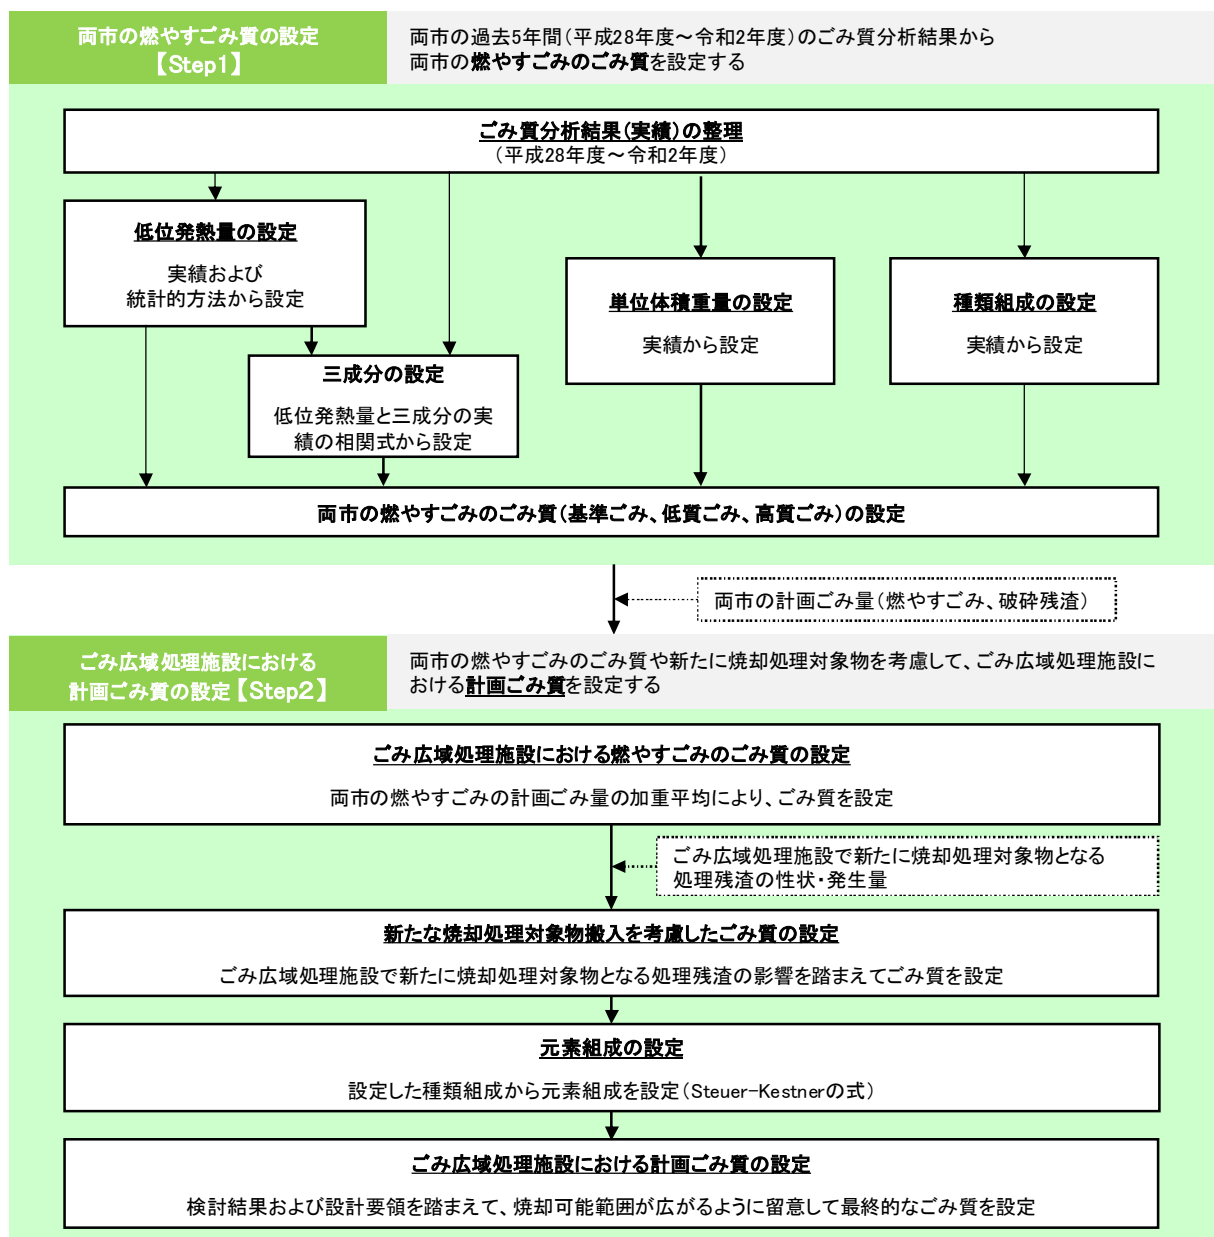 両市の燃やすごみ質の設定
【Step1】
両市の過去5年間（平成28年度～令和2年度）のごみ質分析結果から
両市の燃やすごみのごみ質を設定する
ごみ質分析結果（実績）の整理
（平成28年度～令和2年度）
低位発熱量の設定
実績および
統計的方法から設定
単位体積重量の設定
実績から設定
種類組成の設定
実績から設定
三成分の設定
低位発熱量と三成分の実
績の相関式から設定
両市の燃やすごみのごみ質（基準ごみ、低質ごみ、高質ごみ）の設定
両市の計画ごみ量（燃やすごみ、破砕残渣）
ごみ広域処理施設における
計画ごみ質の設定【Step2】
両市の燃やすごみのごみ質や新たに焼却処理対象物を考慮して、ごみ広域処理施設に
おける計画ごみ質を設定する
ごみ広域処理施設における燃やすごみのごみ質の設定
両市の燃やすごみの計画ごみ量の加重平均により、ごみ質を設定
ごみ広域処理施設で新たに焼却処理対象物となる
処理残渣の性状・発生量
新たな焼却処理対象物搬入を考慮したごみ質の設定
ごみ広域処理施設で新たに焼却処理対象物となる処理残渣の影響を踏まえてごみ質を設定
元素組成の設定
設定した種類組成から元素組成を設定（Steuer-Kestnerの式）
ごみ広域処理施設における計画ごみ質の設定
検討結果および設計要領を踏まえて、焼却可能範囲が広がるように留意して最終的なごみ質を設定